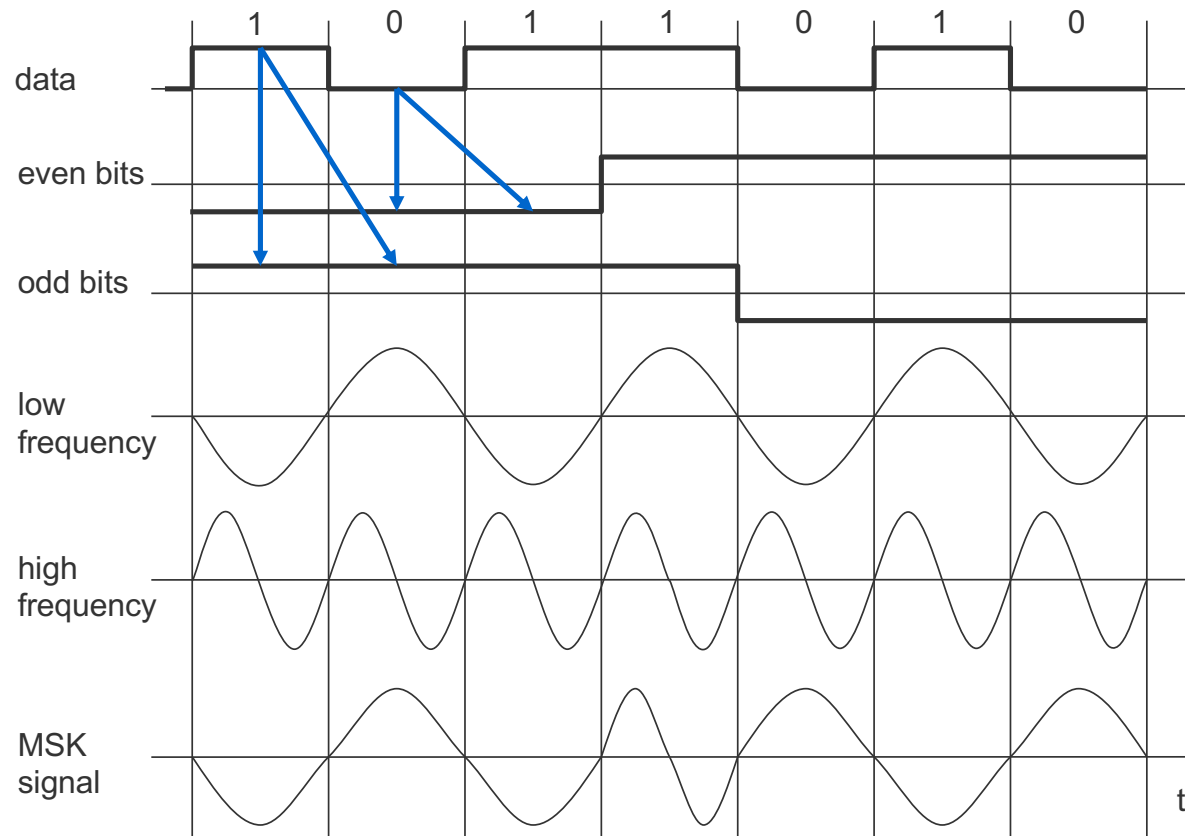 1 0 1 1 0 1 0
data
even bits
odd bits
low
frequency
high
frequency
MSK
signal
t